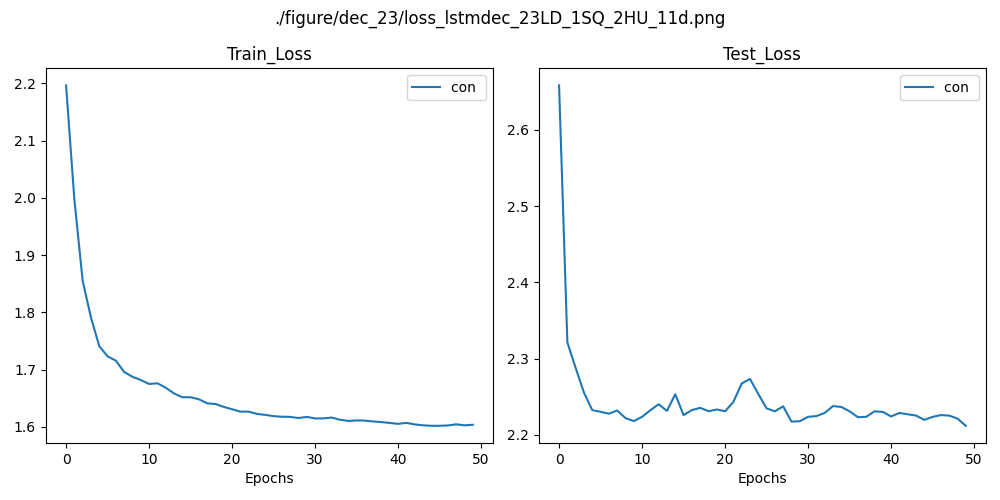 ./figure/dec_23/loss_lstmdec_23LD_1SQ_2HU_11d.png
Train_Loss
con
2.2
2.1
2.0
1.9
1.8
1.7
1.6
0 10 20 30 40 50
Epochs
Test_Loss
con
2.6
2.5
2.4
2.3
2.2
0 10 20 30 40 50
Epochs